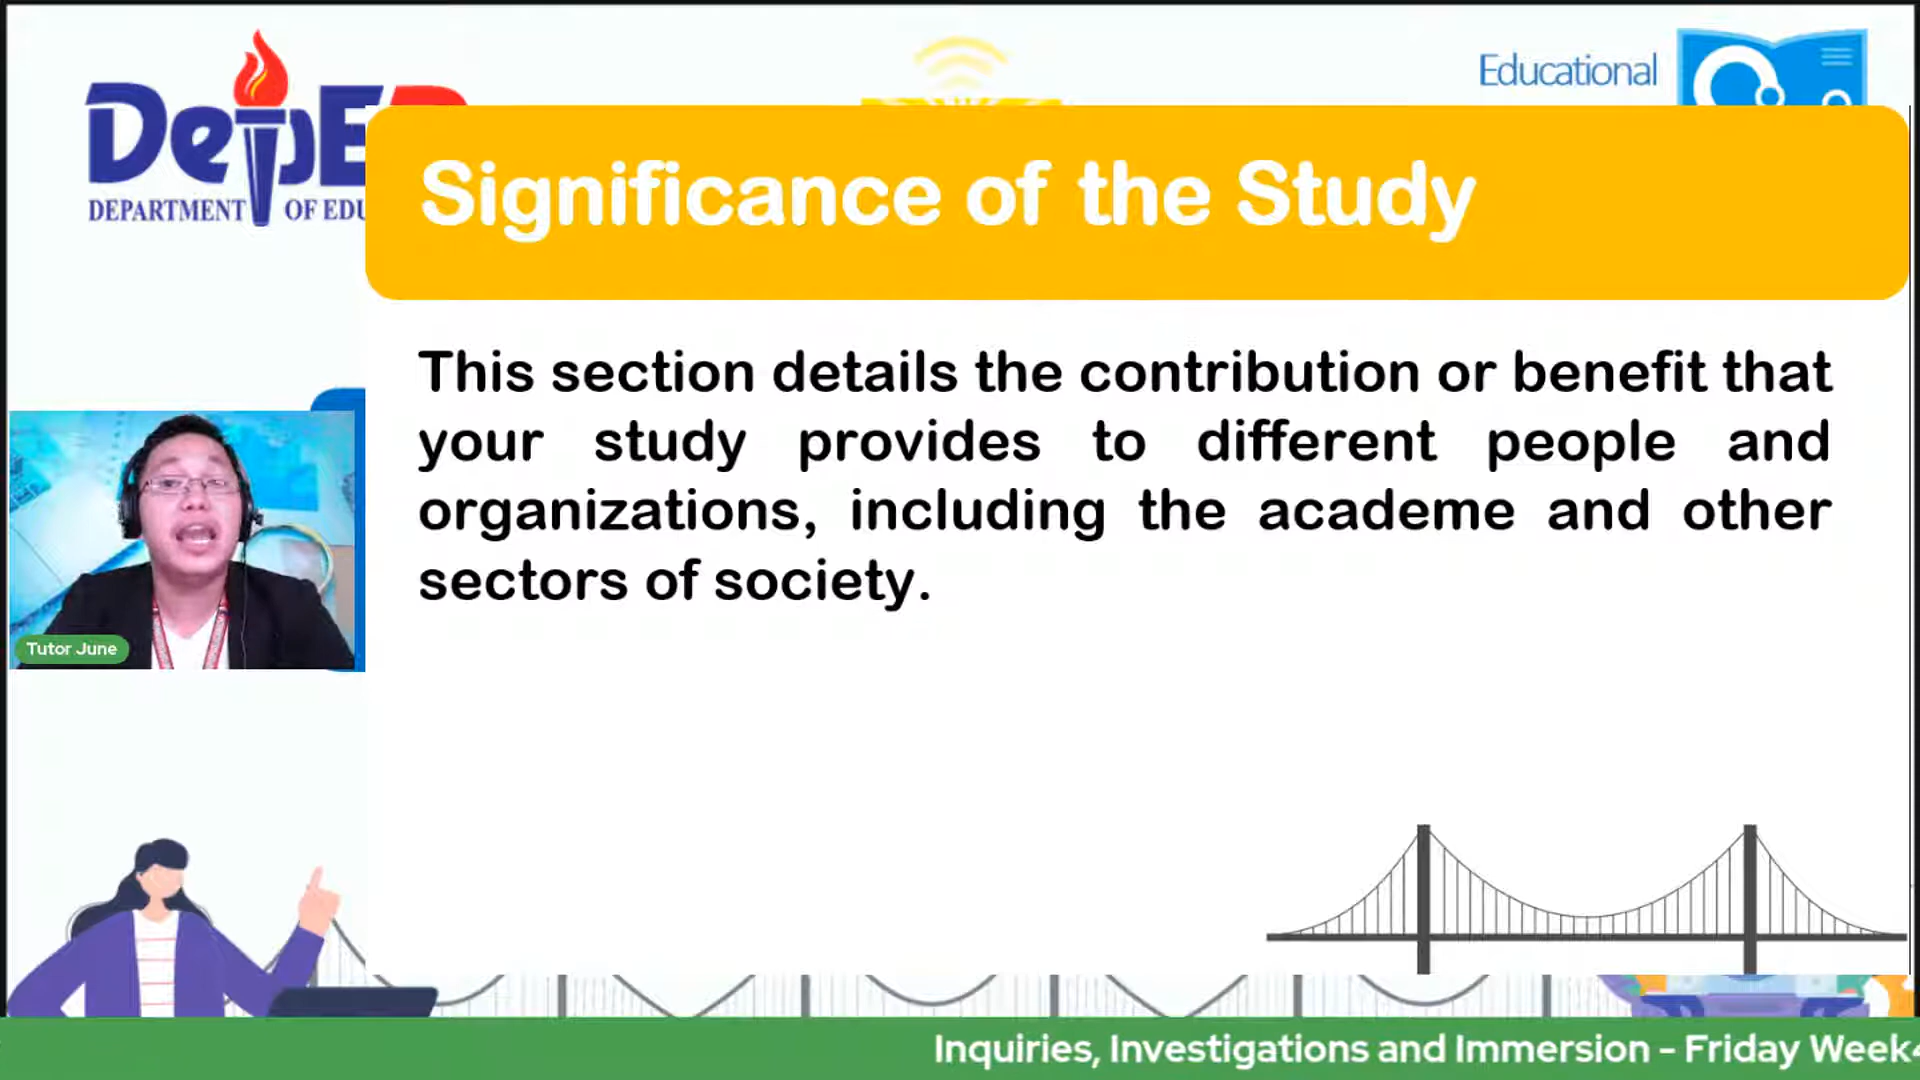 DepE
DEPARTMENT OF EDU
Educational
Significance of the Study
This section details the contribution or benefit that
your study provides to different people and
organizations, including the academe and other
sectors of society.
Tutor June
Inquiries, Investigations and Immersion - Friday Week